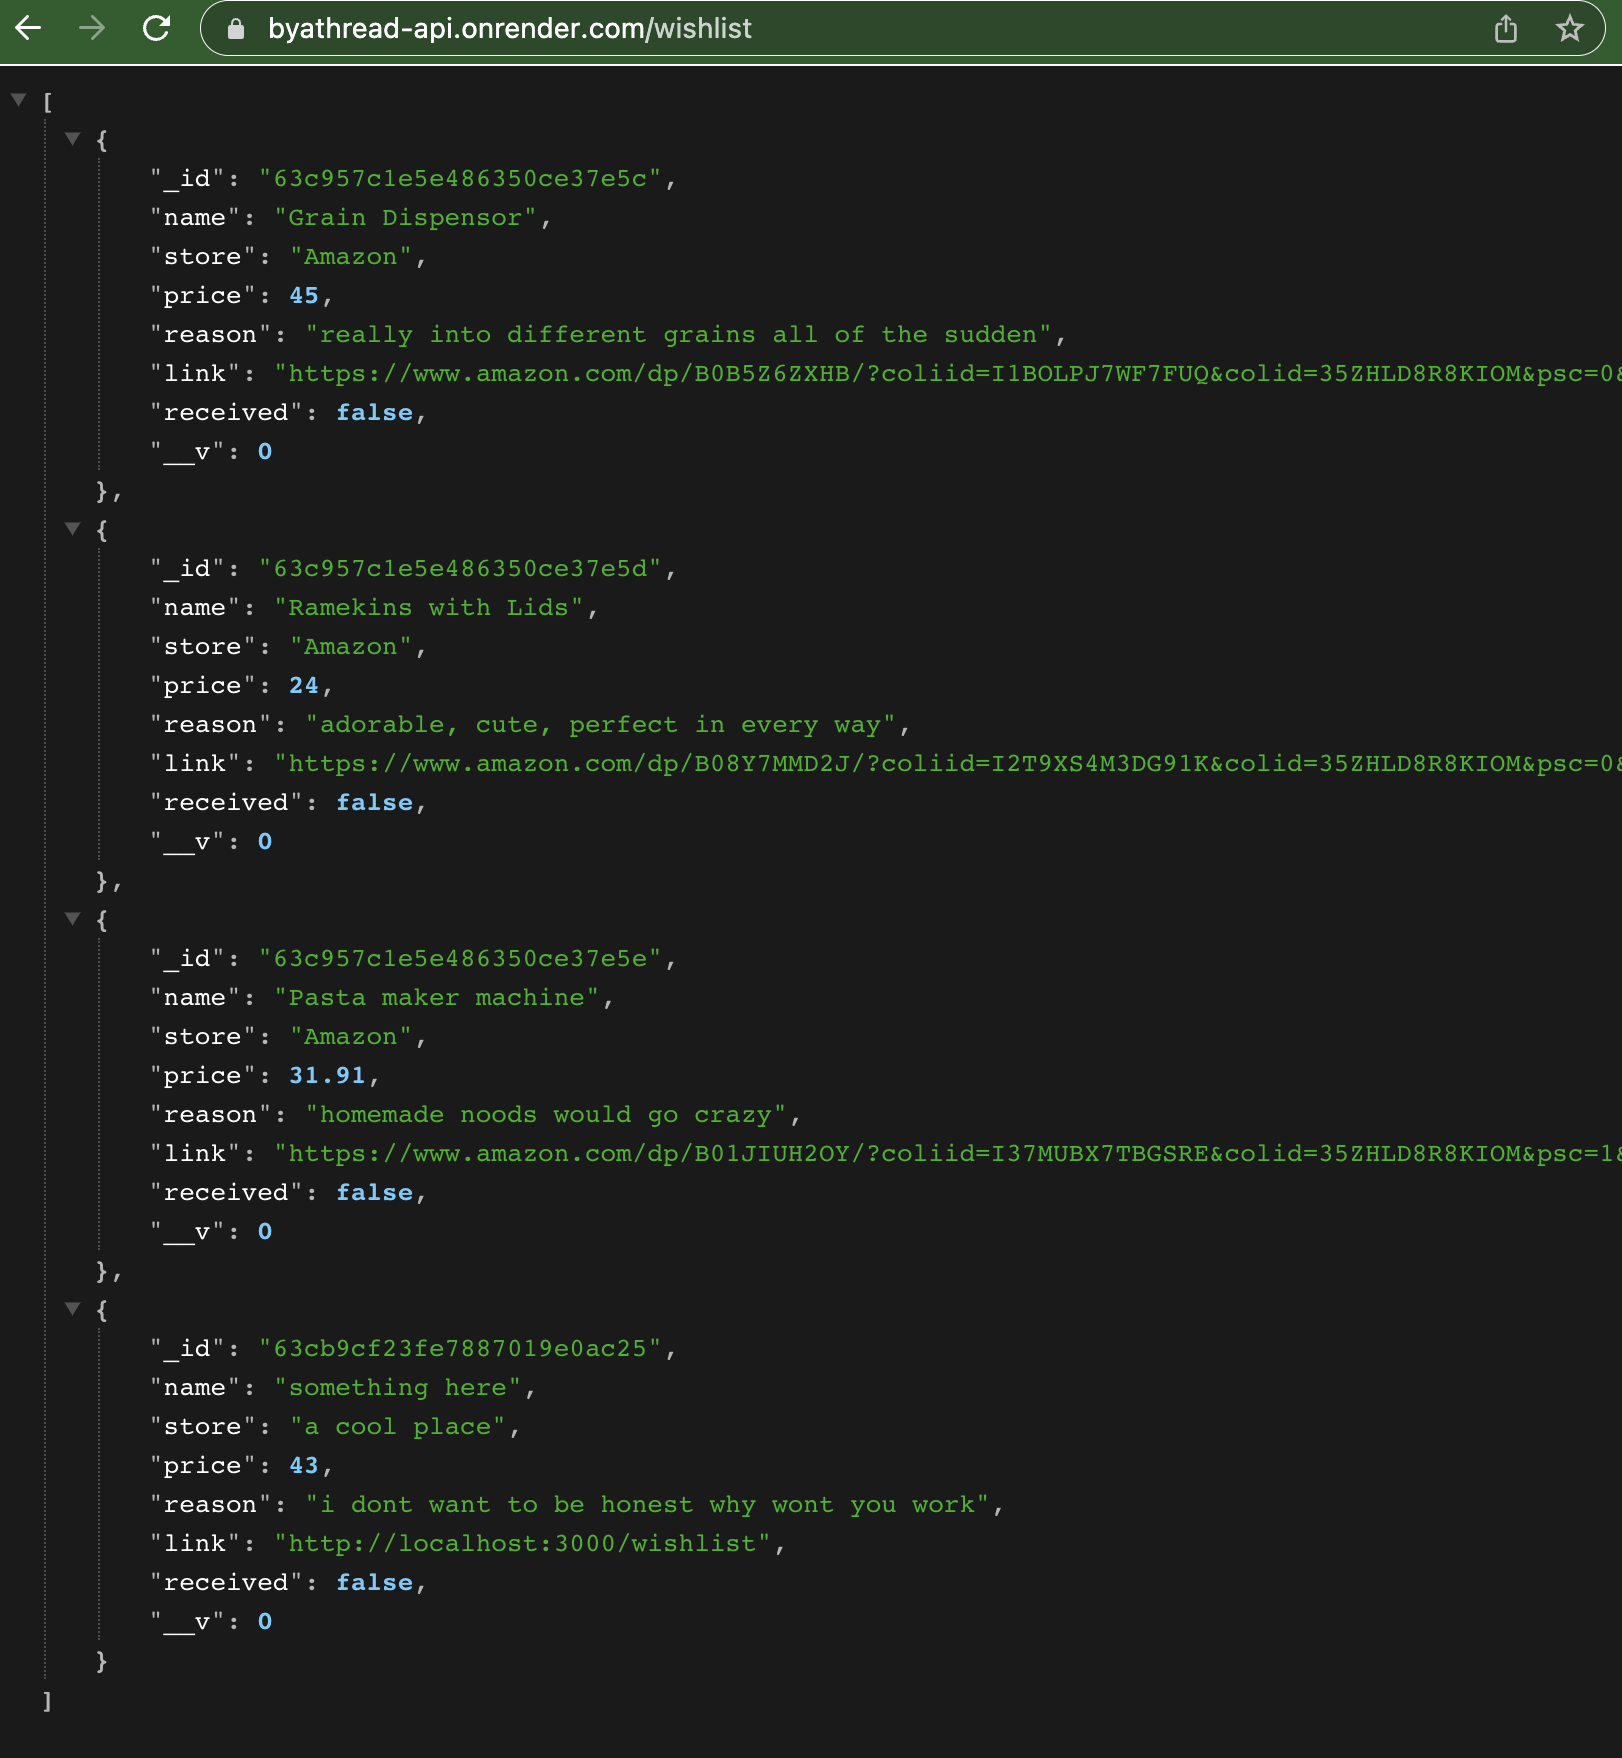 byathread-api.onrender.com/wishlist
[
{
"_id": "63c957c1e5e486350ce37e5c",
"name": "Grain Dispensor",
"store": "Amazon",
"price": 45,
"reason": "really into different grains all of the sudden",
"link": "https://www.amazon.com/dp/B0B5Z6ZXHB/?coliid=I1BOLPJ7WF7FUQ&colid=35ZHLD8R8KIOM&psc=0&
"received": false,
"__v": 0
},
{
"_id": "63c957c1e5e486350ce37e5d",
"name": "Ramekins with Lids",
"store": "Amazon",
"price": 24,
"reason": "adorable, cute, perfect in every way",
"link": "https://www.amazon.com/dp/B08Y7MMD2J/?coliid=I2T9XS4M3DG91K&colid=35ZHLD8R8KIOM&psc=0&
"received": false,
"__v": 0
},
{
"_id": "63c957c1e5e486350ce37e5e",
"name": "Pasta maker machine",
"store": "Amazon",
"price": 31.91,
"reason": "homemade noods would go crazy",
"link": "https://www.amazon.com/dp/B01JIUH2OY/?coliid=I37MUBX7TBGSRE&colid=35ZHLD8R8KIOM&psc=1&
"received": false,
"__v": 0
},
{
"_id": "63cb9cf23fe7887019e0ac25",
"name": "something here",
"store": "a cool place",
"price": 43,
"reason": "i dont want to be honest why wont you work",
"link": "http://localhost:3000/wishlist",
"received": false,
"__v": 0
}
]